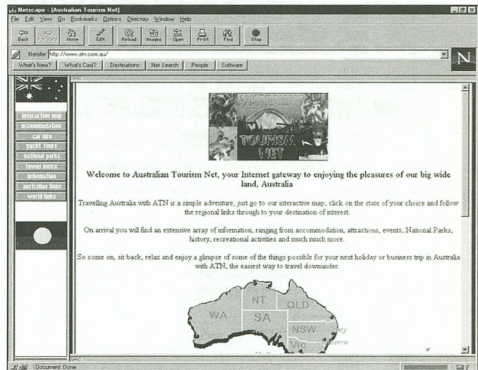 Netscape - [Australian Tourism Net]
File Edit View Go Bookmarks Options Directory Window Help
Back Home Edit Reload Images Open Print Find Stop
Netsite: http://www.atn.com.au/
What's New? What's Cool? Destinations Net Search People Software
interactive map
accommodation
car hire
yacht tours
national parks
towns index
information
australian links
world links
AUSTRALIAN
TOURISM
NET
Welcome to Australian Tourism Net, your Internet gateway to enjoying the pleasures of our big wide
land, Australia
Travelling Australia with ATN is a simple adventure, just go to our interactive map, click on the state of your choice and follow
the regional links through to your destination of interest.
On arrival you will find an extensive array of information, ranging from accommodation, attractions, events, National Parks,
history, recreational activities and much much more.
So come on, sit back, relax and enjoy a glimpse of some of the things possible for your next holiday or business trip in Australia
with ATN, the easiest way to travel downunder.
NT
QLD
WA
SA
NSW
Vic
Document: Done